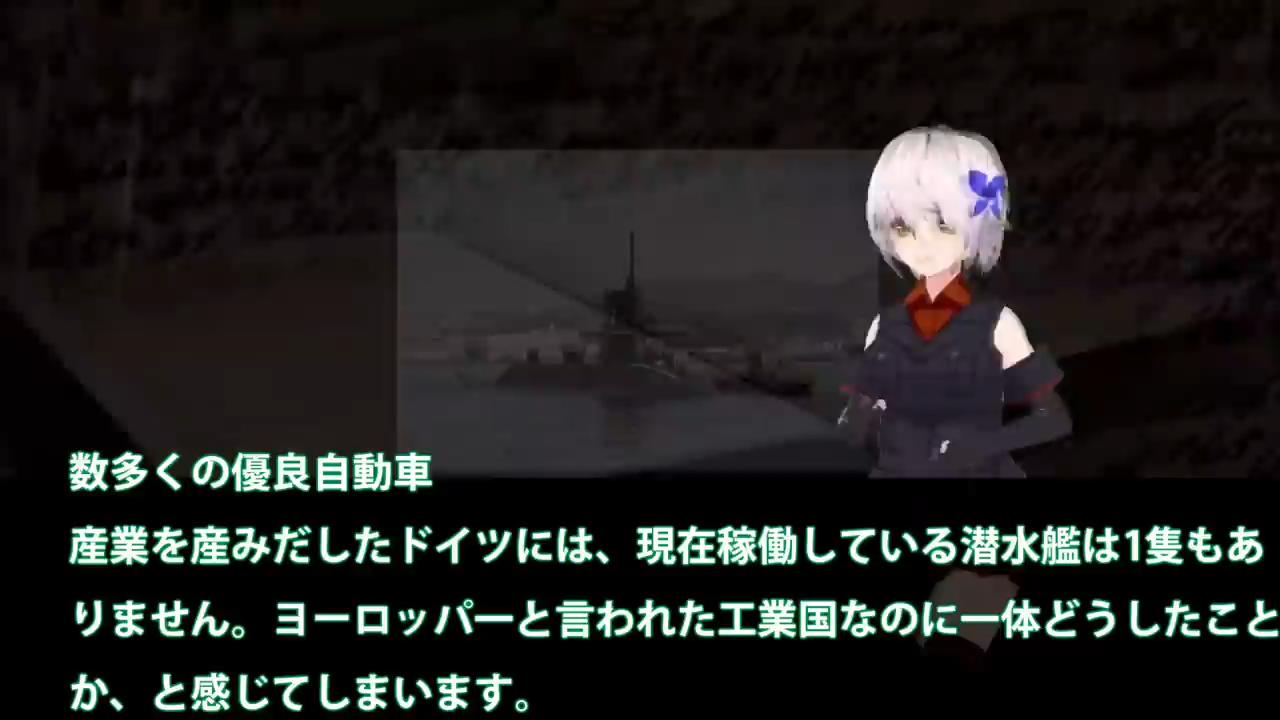 数多くの優良自動車
産業を産みだしたドイツには、現在稼働している潜水艦は1隻もあ
りません。ヨーロッパ一と言われた工業国なのに一体どうしたこと
か、と感じてしまいます。